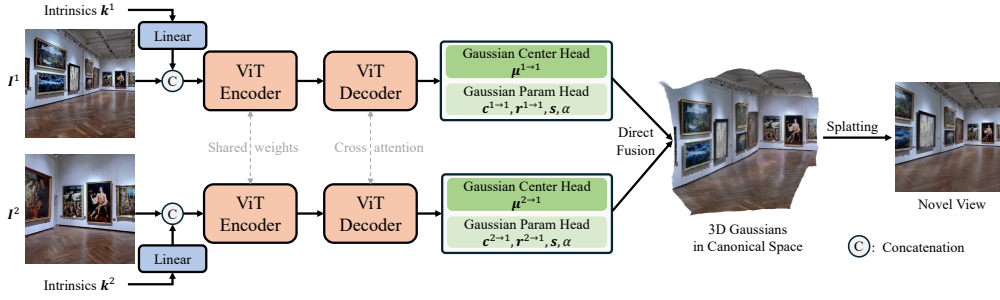 Intrinsics k¹
Linear
I¹
C
ViT
Encoder
ViT
Decoder
Gaussian Center Head
μ¹→¹
Gaussian Param Head
c¹→¹, r¹→¹, s, α
Shared weights
Cross attention
Direct
Fusion
Splatting
I²
C
ViT
Encoder
ViT
Decoder
Gaussian Center Head
μ²→¹
Gaussian Param Head
c²→¹, r²→¹, s, α
Linear
Intrinsics k²
3D Gaussians
in Canonical Space
Novel View
C : Concatenation